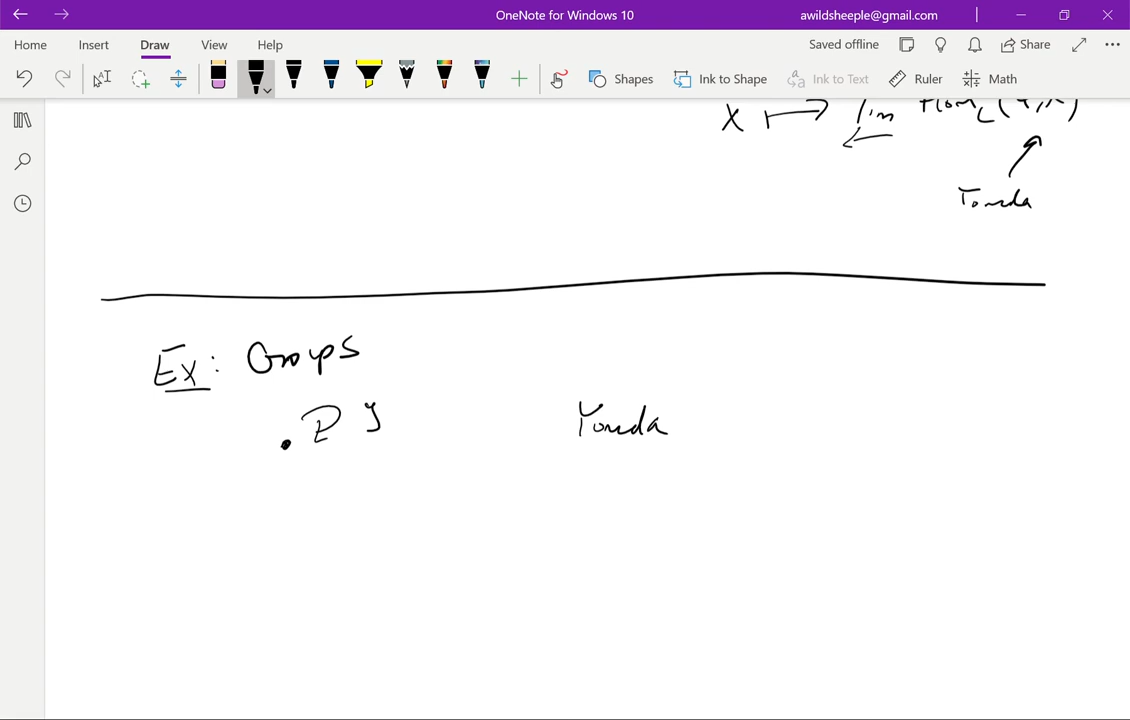 OneNote for Windows 10
awildsheeple@gmail.com
Home Insert Draw View Help
Saved offline
Share
Shapes
Ink to Shape
Ink to Text
Ruler
Math
X ↦ lim Hom
Yoneda
Ex: Groups
Yoneda